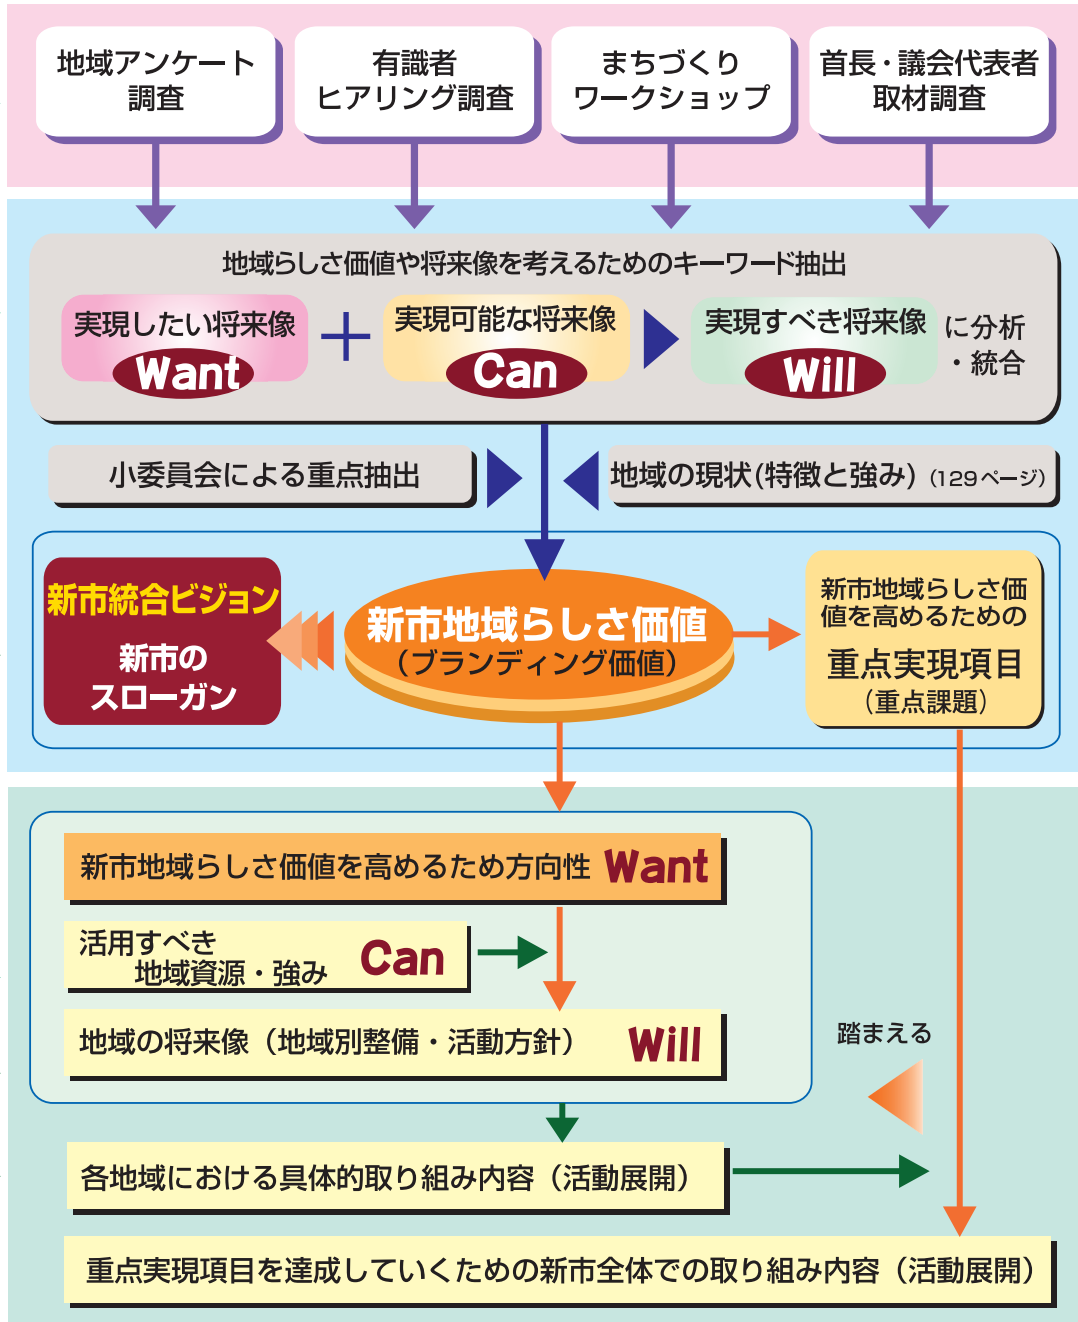 地域アンケート
調査
有識者
ヒアリング調査
まちづくり
ワークショップ
首長・議会代表者
取材調査
地域らしさ価値や将来像を考えるためのキーワード抽出
実現したい将来像
Want
＋
実現可能な将来像
Can
実現すべき将来像
Will
に分析
・統合
小委員会による重点抽出
地域の現状(特徴と強み)（129ページ）
新市統合ビジョン
新市の
スローガン
新市地域らしさ価値
（ブランディング価値）
新市地域らしさ価
値を高めるための
重点実現項目
（重点課題）
新市地域らしさ価値を高めるため方向性 Want
活用すべき
地域資源・強み
Can
地域の将来像（地域別整備・活動方針） Will
踏まえる
各地域における具体的取り組み内容（活動展開）
重点実現項目を達成していくための新市全体での取り組み内容（活動展開）